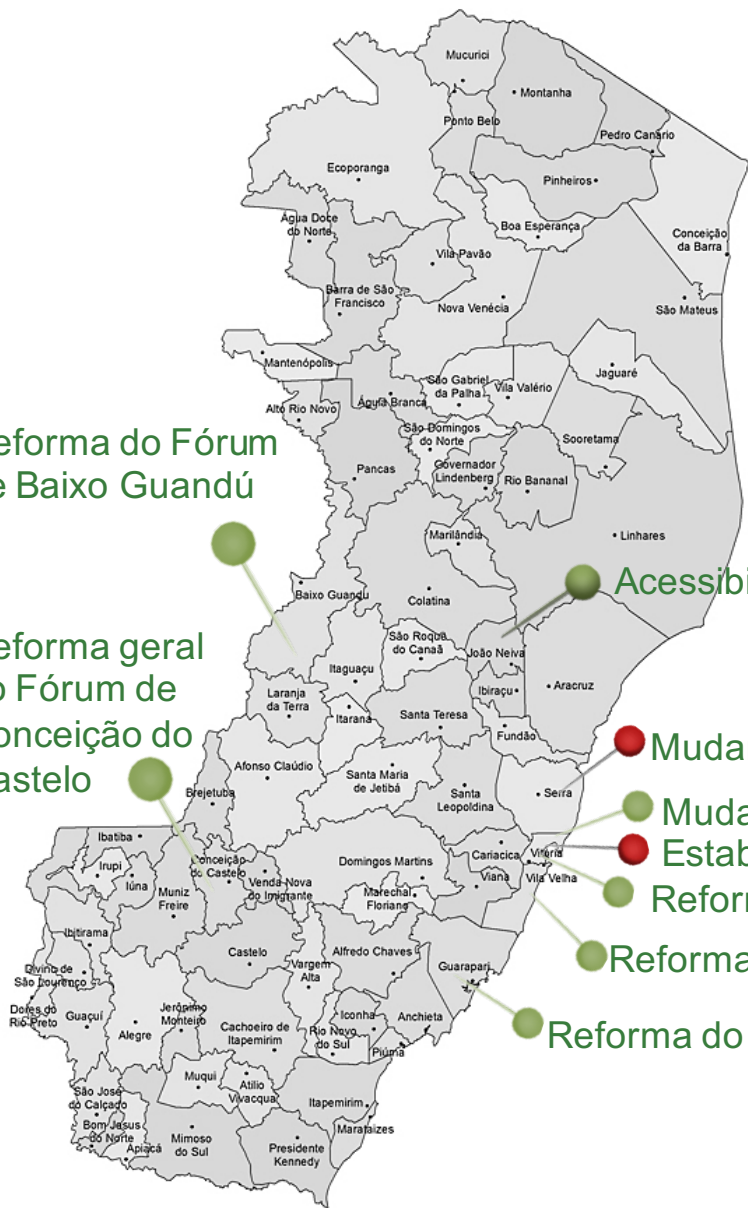 Mucurici
Montanha
Ponto Belo
Pedro Canário
Ecoporanga
Pinheiros
Água Doce
do Norte
Boa Esperança
Conceição
da Barra
Vila Pavão
Barra de São
Francisco
Nova Venécia
São Mateus
Mantenópolis
Jaguaré
São Gabriel
da Palha
Vila Valério
Águia Branca
Alto Rio Novo
São Domingos
do Norte
Sooretama
eforma do Fórum
e Baixo Guandú
Pancas
Governador
Lindenberg
Rio Bananal
Linhares
Marilândia
Baixo Guandu
Colatina
Acessibi
São Roque
do Canaã
João Neiva
eforma geral
o Fórum de
onceição do
astelo
Itaguaçu
Laranja
da Terra
Ibiraçu
Aracruz
Itarana
Santa Teresa
Fundão
Muda
Afonso Claudio
Santa Maria
de Jetibá
Brejetuba
Santa
Leopoldina
Serra
Muda
Ibatiba
Cariacica
Vitória
Estab
Irupi
Iúna
Conceição
do Castelo
Domingos Martins
Vila Velha
Viana
Muniz
Freire
Venda Nova
do Imigrante
Marechal
Floriano
Reforn
Ibitirama
Castelo
Alfredo Chaves
Reforma
Divino de
São Lourenço
Vargem
Alta
Guarapari
Dores do
Rio Preto
Guaçuí
Alegre
Jerônimo
Monteiro
Cachoeiro de
Itapemirim
Iconha
Anchieta
Rio Novo
do Sul
Piúma
Reforma do
Muqui
Atilio
Vivacqua
São José
do Calçado
Itapemirim
Bom Jesus
do Norte
Marataizes
Apiacá
Mimoso
do Sul
Presidente
Kennedy